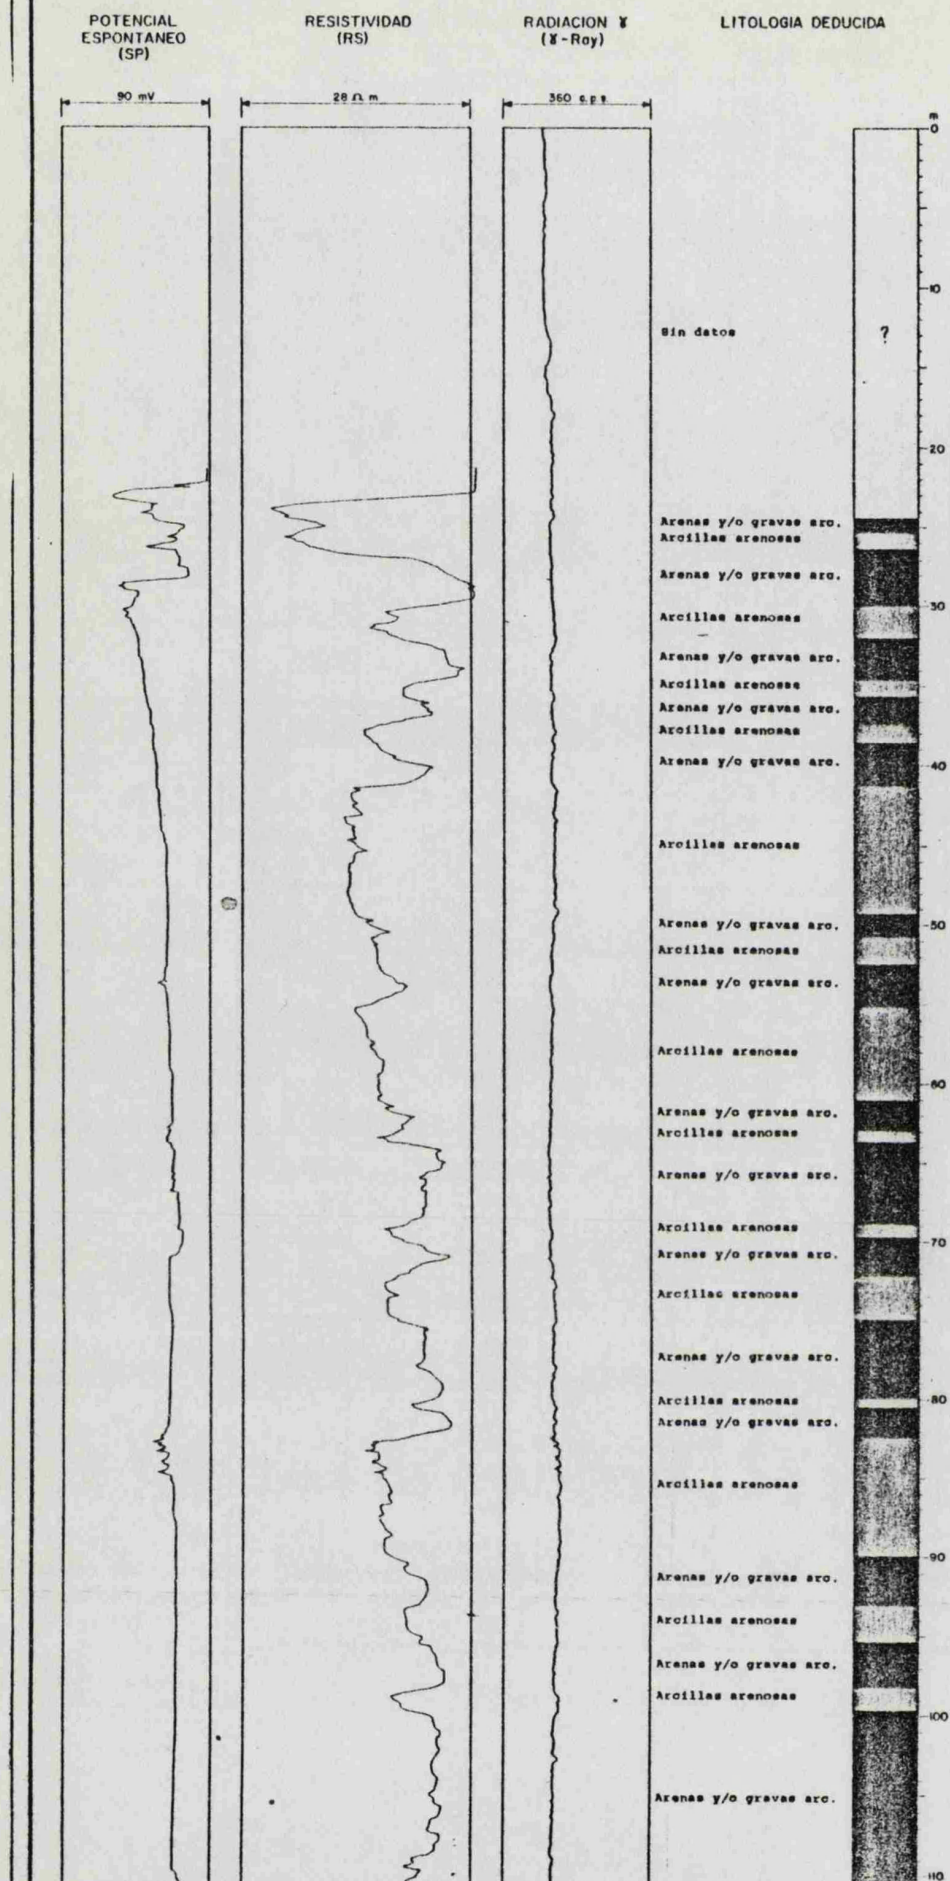 POTENCIAL
ESPONTANEO
(SP)
RESISTIVIDAD
(RS)
RADIACION γ
(γ-Ray)
LITOLOGIA DEDUCIDA
90 mV
28 Ω m
360 c.p.s.
m
0
10
Sin datos
?
20
Arenas y/o gravas arc.
Arcillas arenosas
Arenas y/o gravas arc.
30
Arcillas arenosas
Arenas y/o gravas arc.
Arcillas arenosas
Arenas y/o gravas arc.
Arcillas arenosas
Arenas y/o gravas arc.
40
Arcillas arenosas
Arenas y/o gravas arc.
50
Arcillas arenosas
Arenas y/o gravas arc.
Arcillas arenosas
60
Arenas y/o gravas arc.
Arcillas arenosas
Arenas y/o gravas arc.
Arcillas arenosas
70
Arenas y/o gravas arc.
Arcillas arenosas
Arenas y/o gravas arc.
80
Arcillas arenosas
Arenas y/o gravas arc.
Arcillas arenosas
90
Arenas y/o gravas arc.
Arcillas arenosas
Arenas y/o gravas arc.
Arcillas arenosas
100
Arenas y/o gravas arc.
110